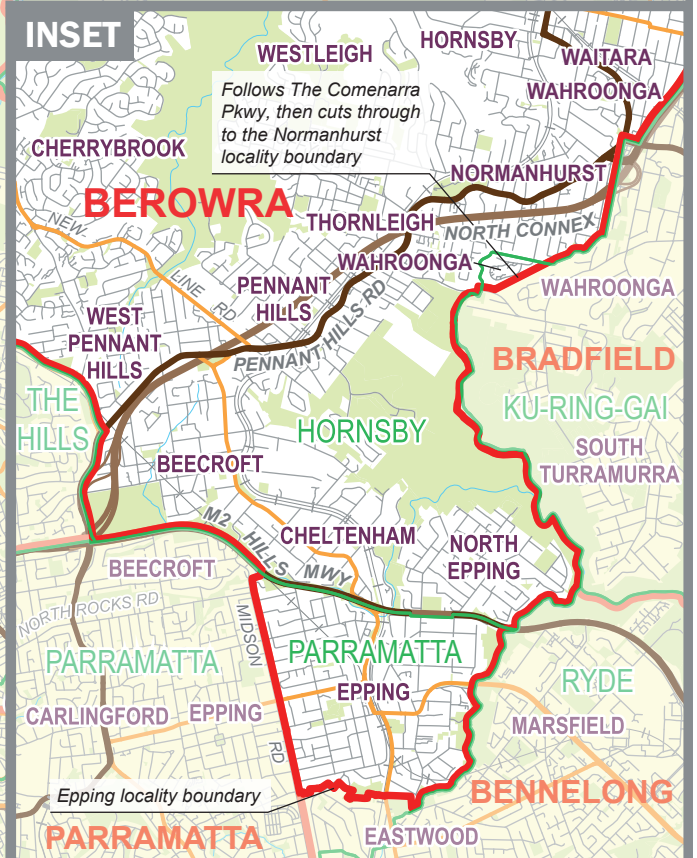 INSET
HORNSBY
WESTLEIGH
WAITARA
WAHROONGA
Follows The Comenarra
Pkwy, then cuts through
to the Normanhurst
locality boundary
CHERRYBROOK
NORMANHURST
BEROWRA
THORNLEIGH
NORTH CONNEX
NEW
LINE RD
WAHROONGA
WAHROONGA
PENNANT
HILLS
PENNANT HILLS RD
WEST
PENNANT
HILLS
BRADFIELD
THE
HILLS
KU-RING-GAI
HORNSBY
SOUTH
TURRAMURRA
BEECROFT
M2 HILLS MWY
CHELTENHAM
NORTH
EPPING
BEECROFT
NORTH ROCKS RD
MIDSON
RD
PARRAMATTA
PARRAMATTA
RYDE
EPPING
CARLINGFORD
EPPING
MARSFIELD
Epping locality boundary
BENNELONG
PARRAMATTA
EASTWOOD